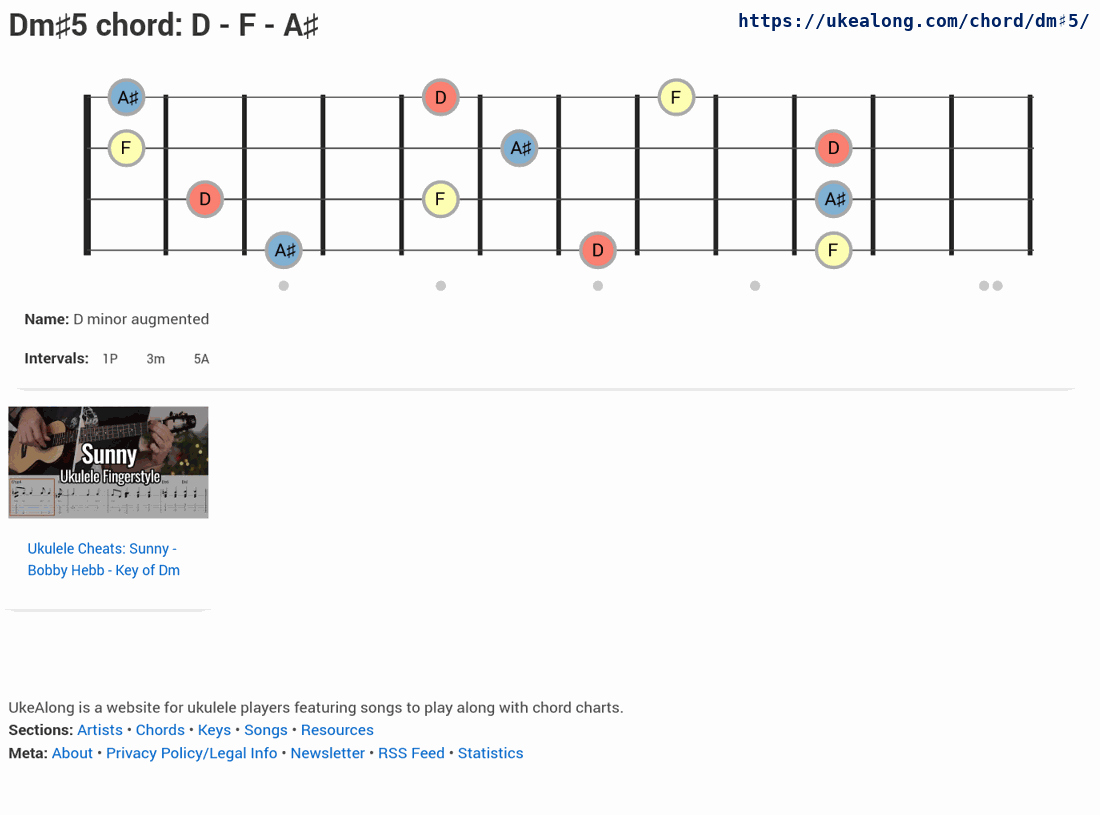 Dm♯5 chord: D - F - A♯
https://ukealong.com/chord/dm♯5/
A♯ D F
F A♯ D
D F A♯
A♯ D F
Name: D minor augmented
Intervals: 1P 3m 5A
Sunny
Ukulele Fingerstyle
Ukulele Cheats: Sunny -
Bobby Hebb - Key of Dm
UkeAlong is a website for ukulele players featuring songs to play along with chord charts.
Sections: Artists • Chords • Keys • Songs • Resources
Meta: About • Privacy Policy/Legal Info • Newsletter • RSS Feed • Statistics